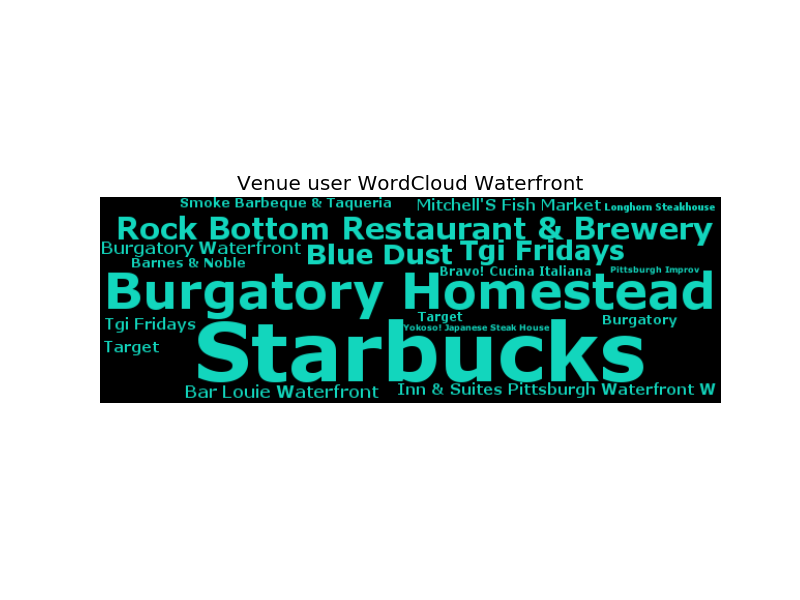 Venue user WordCloud Waterfront
Smoke Barbeque & Taqueria
Mitchell'S Fish Market
Longhorn Steakhouse
Rock Bottom Restaurant & Brewery
Burgatory Waterfront
Blue Dust
Tgi Fridays
Barnes & Noble
Bravo! Cucina Italiana
Pittsburgh Improv
Burgatory Homestead
Target
Tgi Fridays
Yokoso! Japanese Steak House
Burgatory
Target
Starbucks
Bar Louie Waterfront
Inn & Suites Pittsburgh Waterfront W